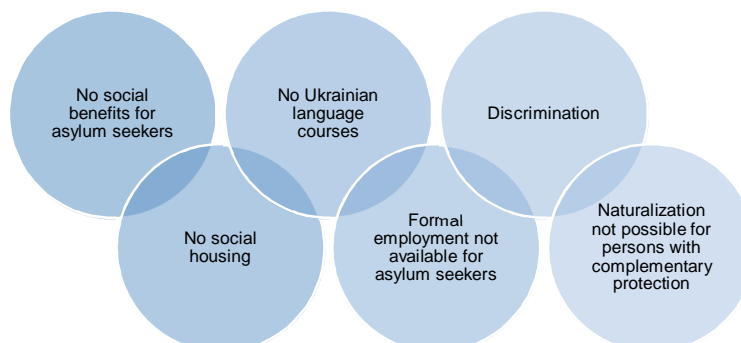 No social
benefits for
asylum seekers
No social
housing
No Ukrainian
language
courses
Formal
employment not
available for
asylum seekers
Discrimination
Naturalization
not possible for
persons with
complementary
protection